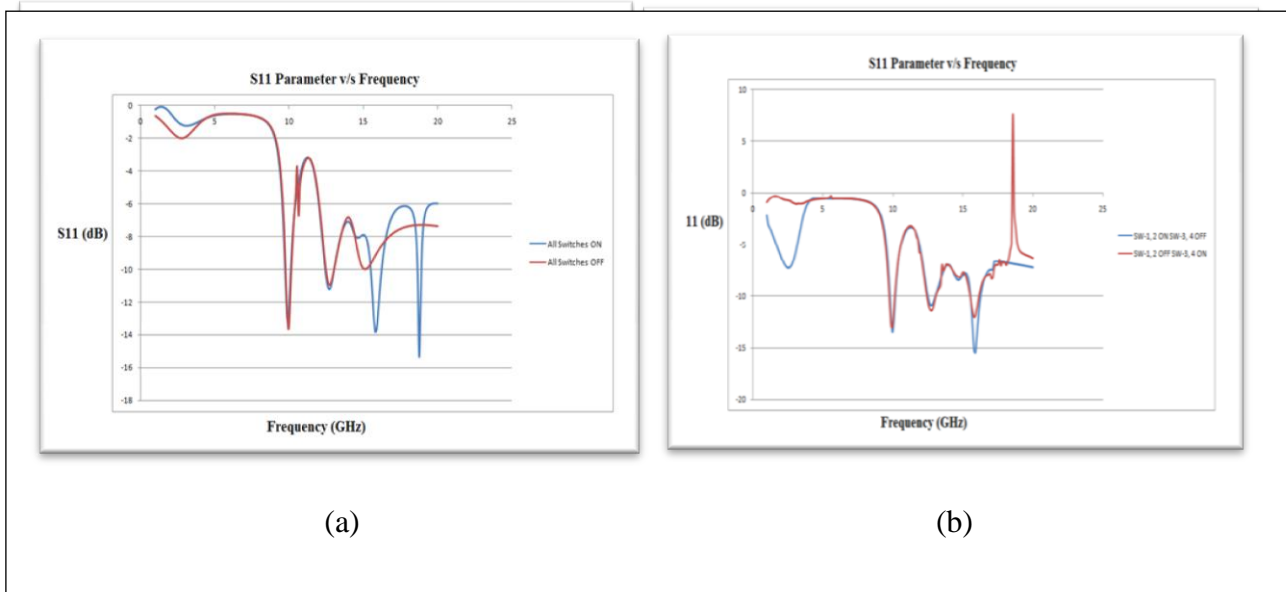 S11 Parameter v/s Frequency
0
0
5
10
15
20
25
-2
-4
-6
-8
-10
-12
-14
-16
-18
S11 (dB)
All Switches ON
All Switches OFF
Frequency (GHz)
(a)
S11 Parameter v/s Frequency
10
5
0
0
5
10
15
20
25
-5
-10
-15
-20
11 (dB)
SW-1, 2 ON SW-3, 4 OFF
SW-1, 2 OFF SW-3, 4 ON
Frequency (GHz)
(b)